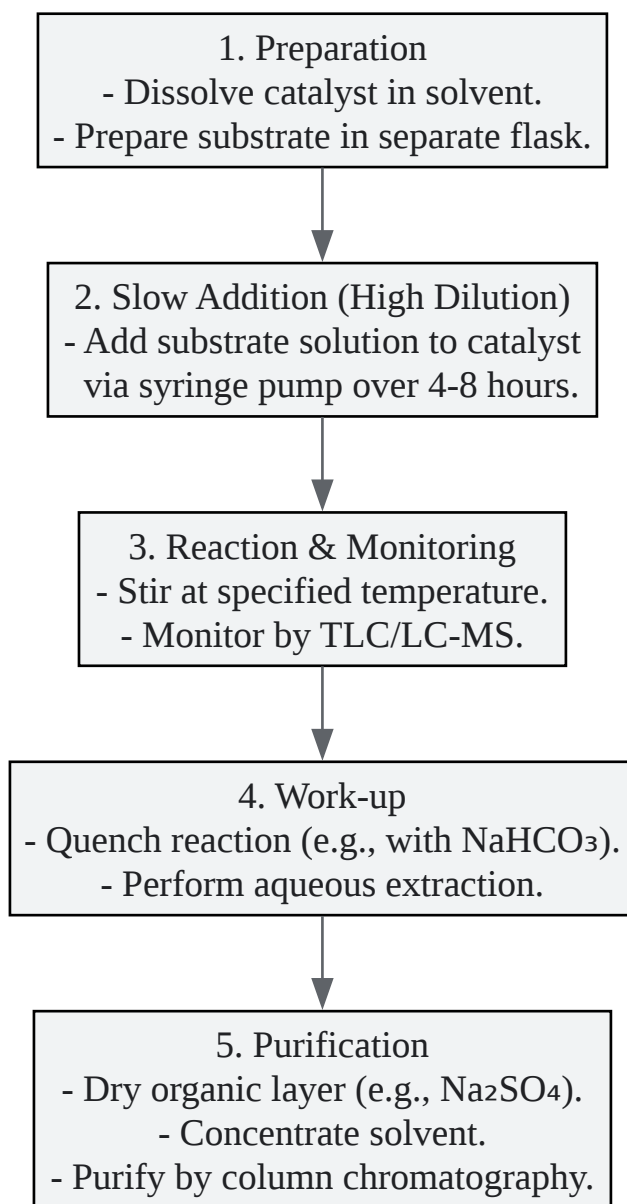 1. Preparation
- Dissolve catalyst in solvent.
- Prepare substrate in separate flask.
2. Slow Addition (High Dilution)
- Add substrate solution to catalyst
via syringe pump over 4-8 hours.
3. Reaction & Monitoring
- Stir at specified temperature.
- Monitor by TLC/LC-MS.
4. Work-up
- Quench reaction (e.g., with NaHCO₃).
- Perform aqueous extraction.
5. Purification
- Dry organic layer (e.g., Na₂SO₄).
- Concentrate solvent.
- Purify by column chromatography.